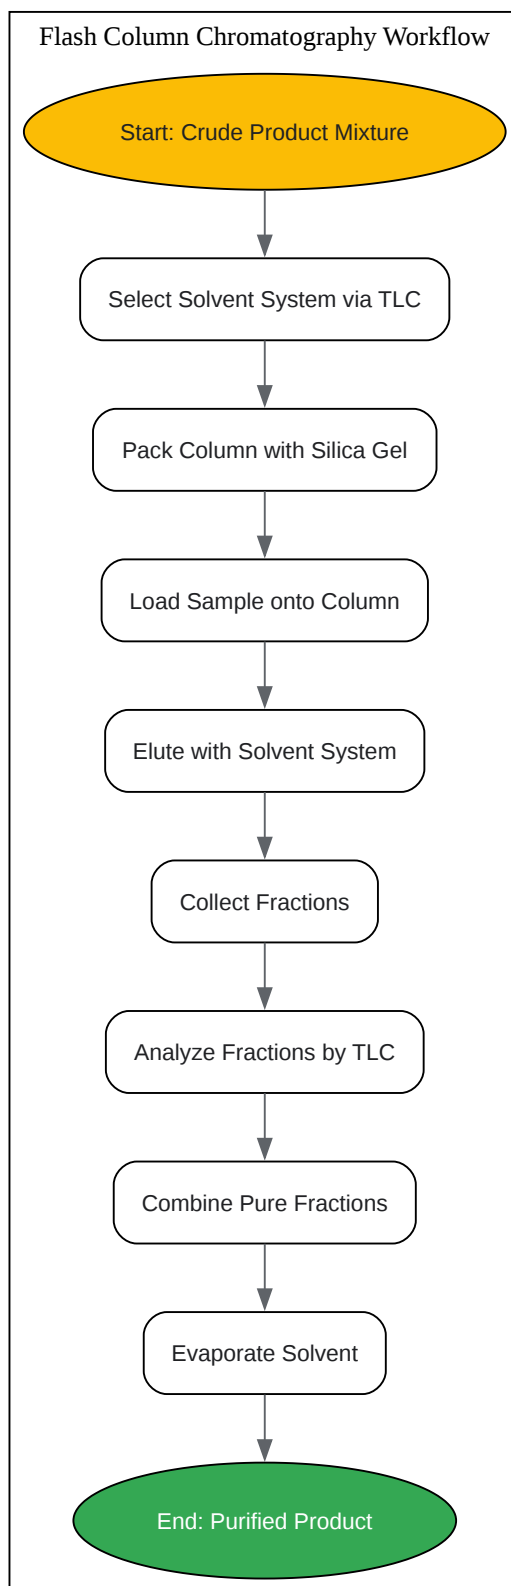 Flash Column Chromatography Workflow
Start: Crude Product Mixture
Select Solvent System via TLC
Pack Column with Silica Gel
Load Sample onto Column
Elute with Solvent System
Collect Fractions
Analyze Fractions by TLC
Combine Pure Fractions
Evaporate Solvent
End: Purified Product